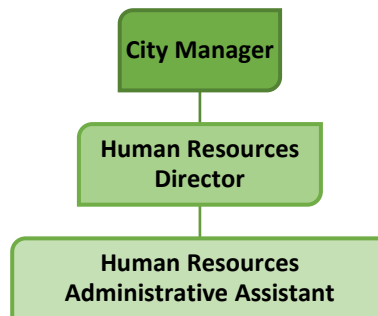 City Manager
Human Resources
Director
Human Resources
Administrative Assistant